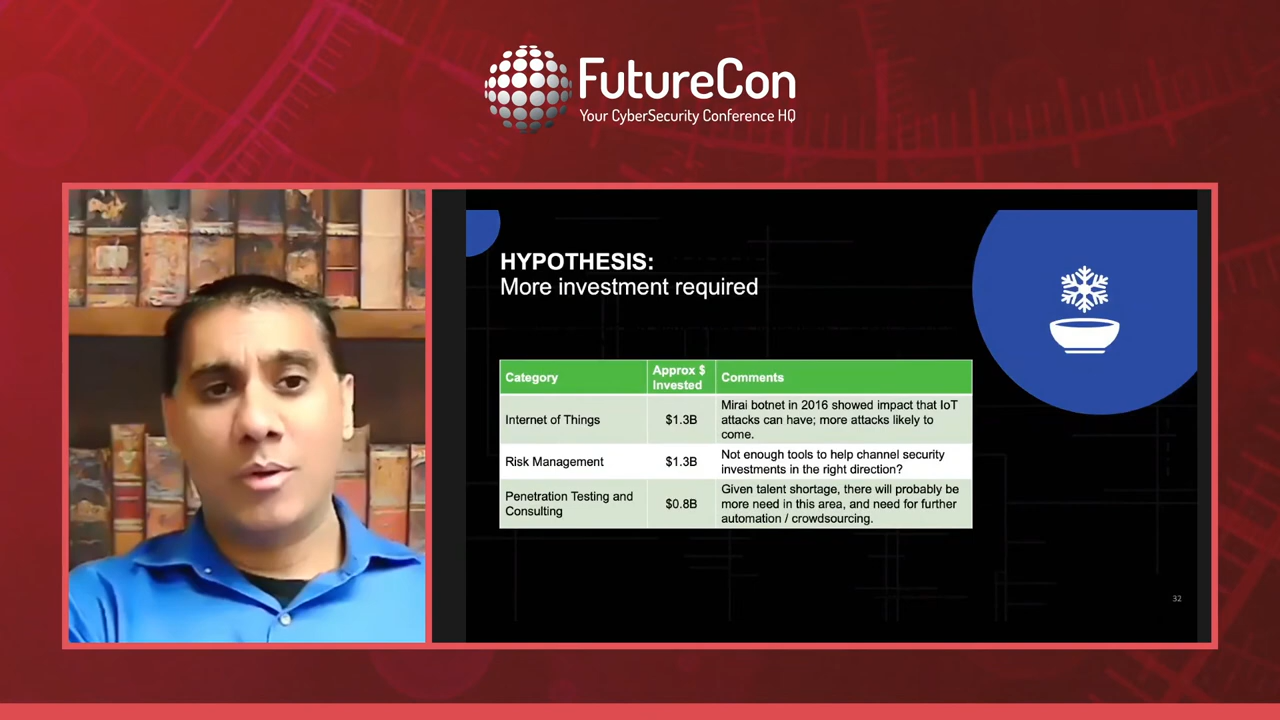 FutureCon
Your CyberSecurity Conference HQ
HYPOTHESIS:
More investment required
Category
Approx $
Invested
Comments
Internet of Things
$1.3B
Mirai botnet in 2016 showed impact that IoT
attacks can have; more attacks likely to
come.
Risk Management
$1.3B
Not enough tools to help channel security
investments in the right direction?
Penetration Testing and
Consulting
$0.8B
Given talent shortage, there will probably be
more need in this area, and need for further
automation / crowdsourcing.
32